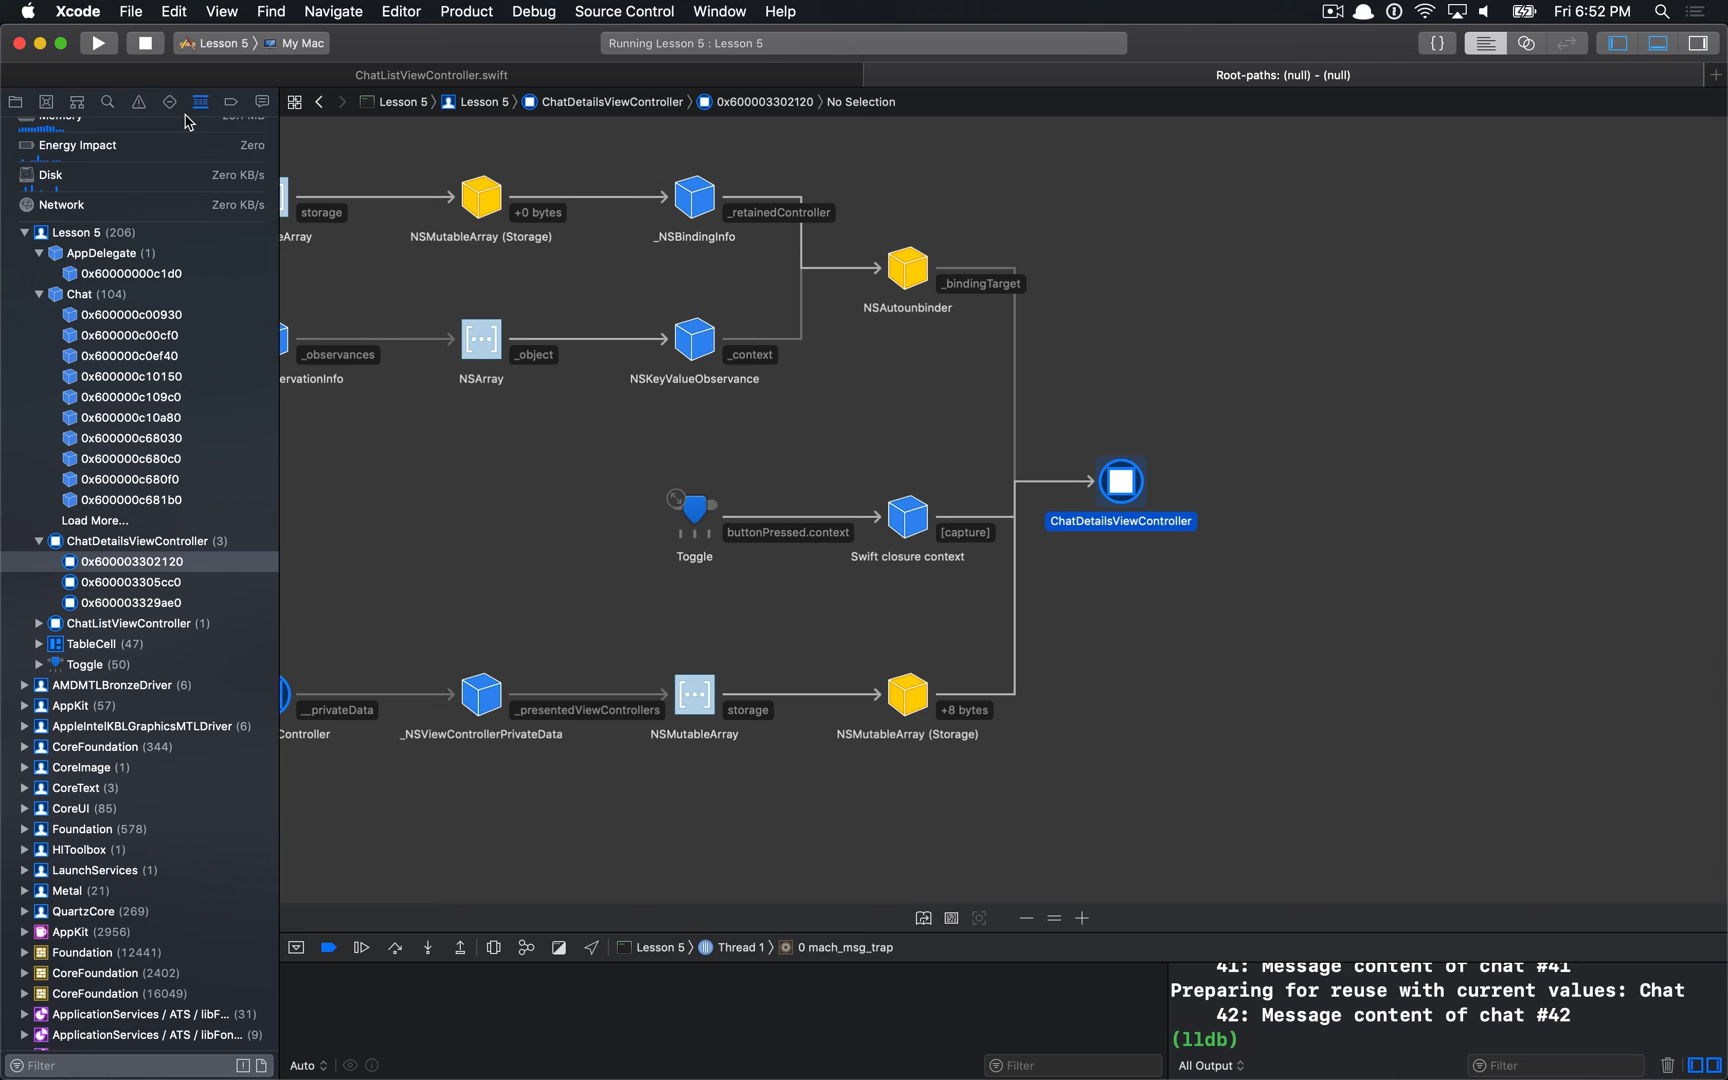 Xcode File Edit View Find Navigate Editor Product Debug Source Control Window Help Fri 6:52 PM
Lesson 5 My Mac Running Lesson 5 : Lesson 5 {}
ChatListViewController.swift Root-paths: (null) - (null)
Lesson 5 Lesson 5 ChatDetailsViewController 0x600003302120 No Selection
Memory
Energy Impact Zero
Disk Zero KB/s
Network Zero KB/s
Lesson 5 (206)
AppDelegate (1)
0x60000000c1d0
Chat (104)
0x600000c00930
0x600000c00cf0
0x600000c0ef40
0x600000c10150
0x600000c109c0
0x600000c10a80
0x600000c68030
0x600000c680c0
0x600000c680f0
0x600000c681b0
Load More...
ChatDetailsViewController (3)
0x600003302120
0x600003305cc0
0x600003329ae0
ChatListViewController (1)
TableCell (47)
Toggle (50)
AMDMTLBronzeDriver (6)
AppKit (57)
AppleIntelKBLGraphicsMTLDriver (6)
CoreFoundation (344)
CoreImage (1)
CoreText (3)
CoreUI (85)
Foundation (578)
HIToolbox (1)
LaunchServices (1)
Metal (21)
QuartzCore (269)
AppKit (2956)
Foundation (12441)
CoreFoundation (2402)
CoreFoundation (16049)
ApplicationServices / ATS / libF... (31)
ApplicationServices / ATS / libFon... (9)
Filter
storage +0 bytes _retainedController
eArray NSMutableArray (Storage) _NSBindingInfo
_bindingTarget
NSAutounbinder
_observances _object _context
ervationInfo NSArray NSKeyValueObservance
ChatDetailsViewController
buttonPressed.context [capture]
Toggle Swift closure context
__privateData _presentedViewControllers storage +8 bytes
Controller _NSViewControllerPrivateData NSMutableArray NSMutableArray (Storage)
Lesson 5 Thread 1 0 mach_msg_trap
41: Message content of chat #41
Preparing for reuse with current values: Chat
42: Message content of chat #42
(lldb)
Auto Filter All Output Filter